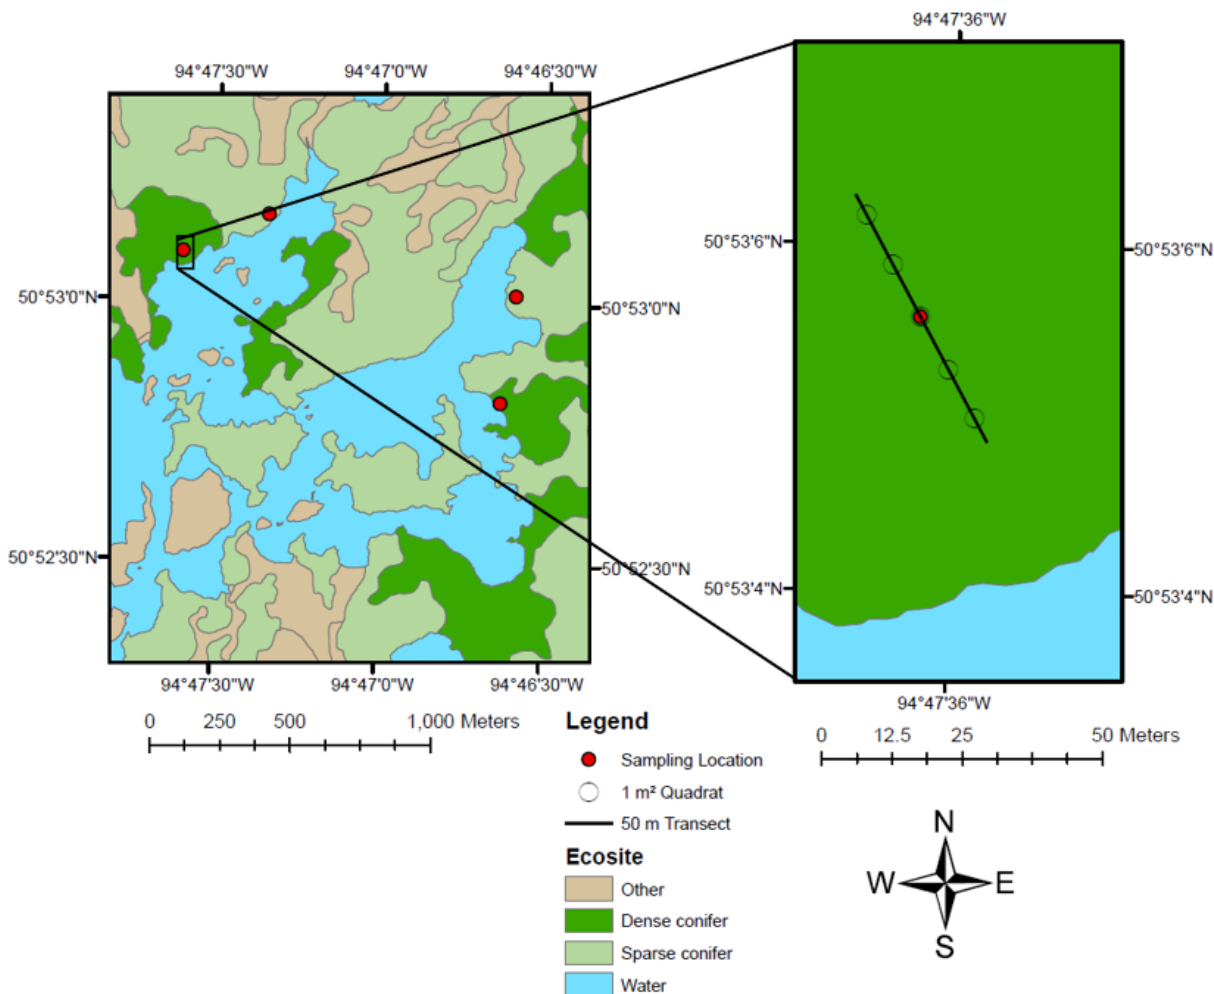 94°47'36"W
94°47'30"W 94°47'0"W 94°46'30"W
50°53'6"N
50°53'6"N
50°53'0"N
50°53'0"N
50°52'30"N
50°52'30"N
50°53'4"N
50°53'4"N
94°47'30"W 94°47'0"W 94°46'30"W
94°47'36"W
0 250 500 1,000 Meters
0 12.5 25 50 Meters
Legend
Sampling Location
1 m² Quadrat
50 m Transect
Ecosite
Other
Dense conifer
Sparse conifer
Water
N
W E
S